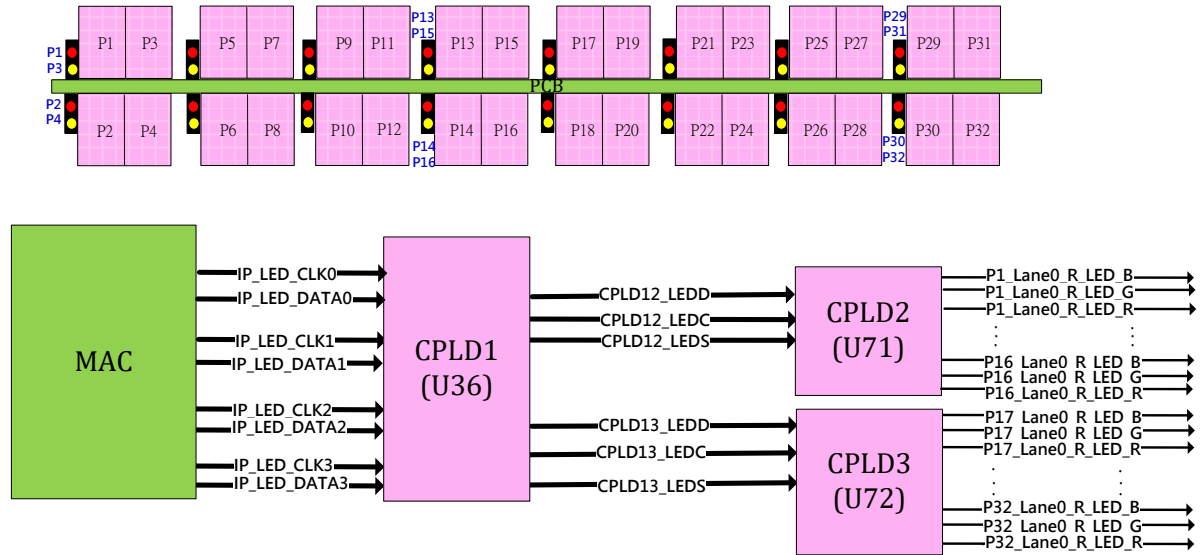 P13
P15
P29
P31
P1
P3
P1 P3 P5 P7 P9 P11 P13 P15 P17 P19 P21 P23 P25 P27 P29 P31
PCB
P2
P4
P2 P4 P6 P8 P10 P12 P14 P16 P18 P20 P22 P24 P26 P28 P30 P32
P14
P16
P30
P32
MAC
IP_LED_CLK0
IP_LED_DATA0
IP_LED_CLK1
IP_LED_DATA1
IP_LED_CLK2
IP_LED_DATA2
IP_LED_CLK3
IP_LED_DATA3
CPLD1
(U36)
CPLD12_LEDD
CPLD12_LEDC
CPLD12_LEDS
CPLD13_LEDD
CPLD13_LEDC
CPLD13_LEDS
CPLD2
(U71)
P1_Lane0_R_LED_B
P1_Lane0_R_LED_G
P1_Lane0_R_LED_R
P16_Lane0_R_LED_B
P16_Lane0_R_LED_G
P16_Lane0_R_LED_R
CPLD3
(U72)
P17_Lane0_R_LED_B
P17_Lane0_R_LED_G
P17_Lane0_R_LED_R
P32_Lane0_R_LED_B
P32_Lane0_R_LED_G
P32_Lane0_R_LED_R